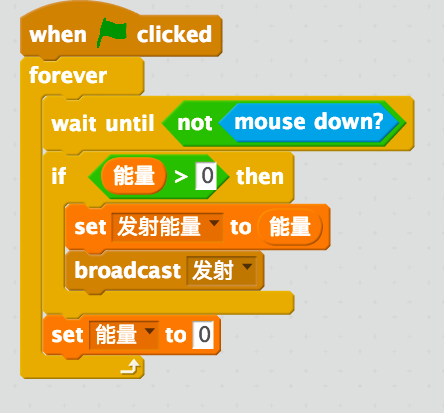 when clicked
forever
wait until not mouse down?
if 能量 > 0 then
set 发射能量 to 能量
broadcast 发射
set 能量 to 0